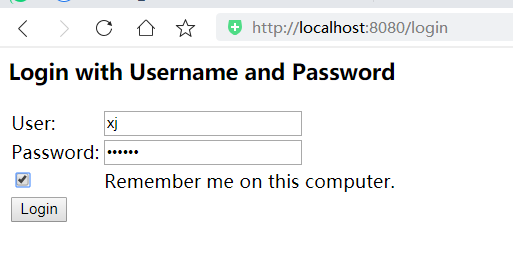 http://localhost:8080/login
Login with Username and Password
User: xj
Password: ••••••
Remember me on this computer.
Login